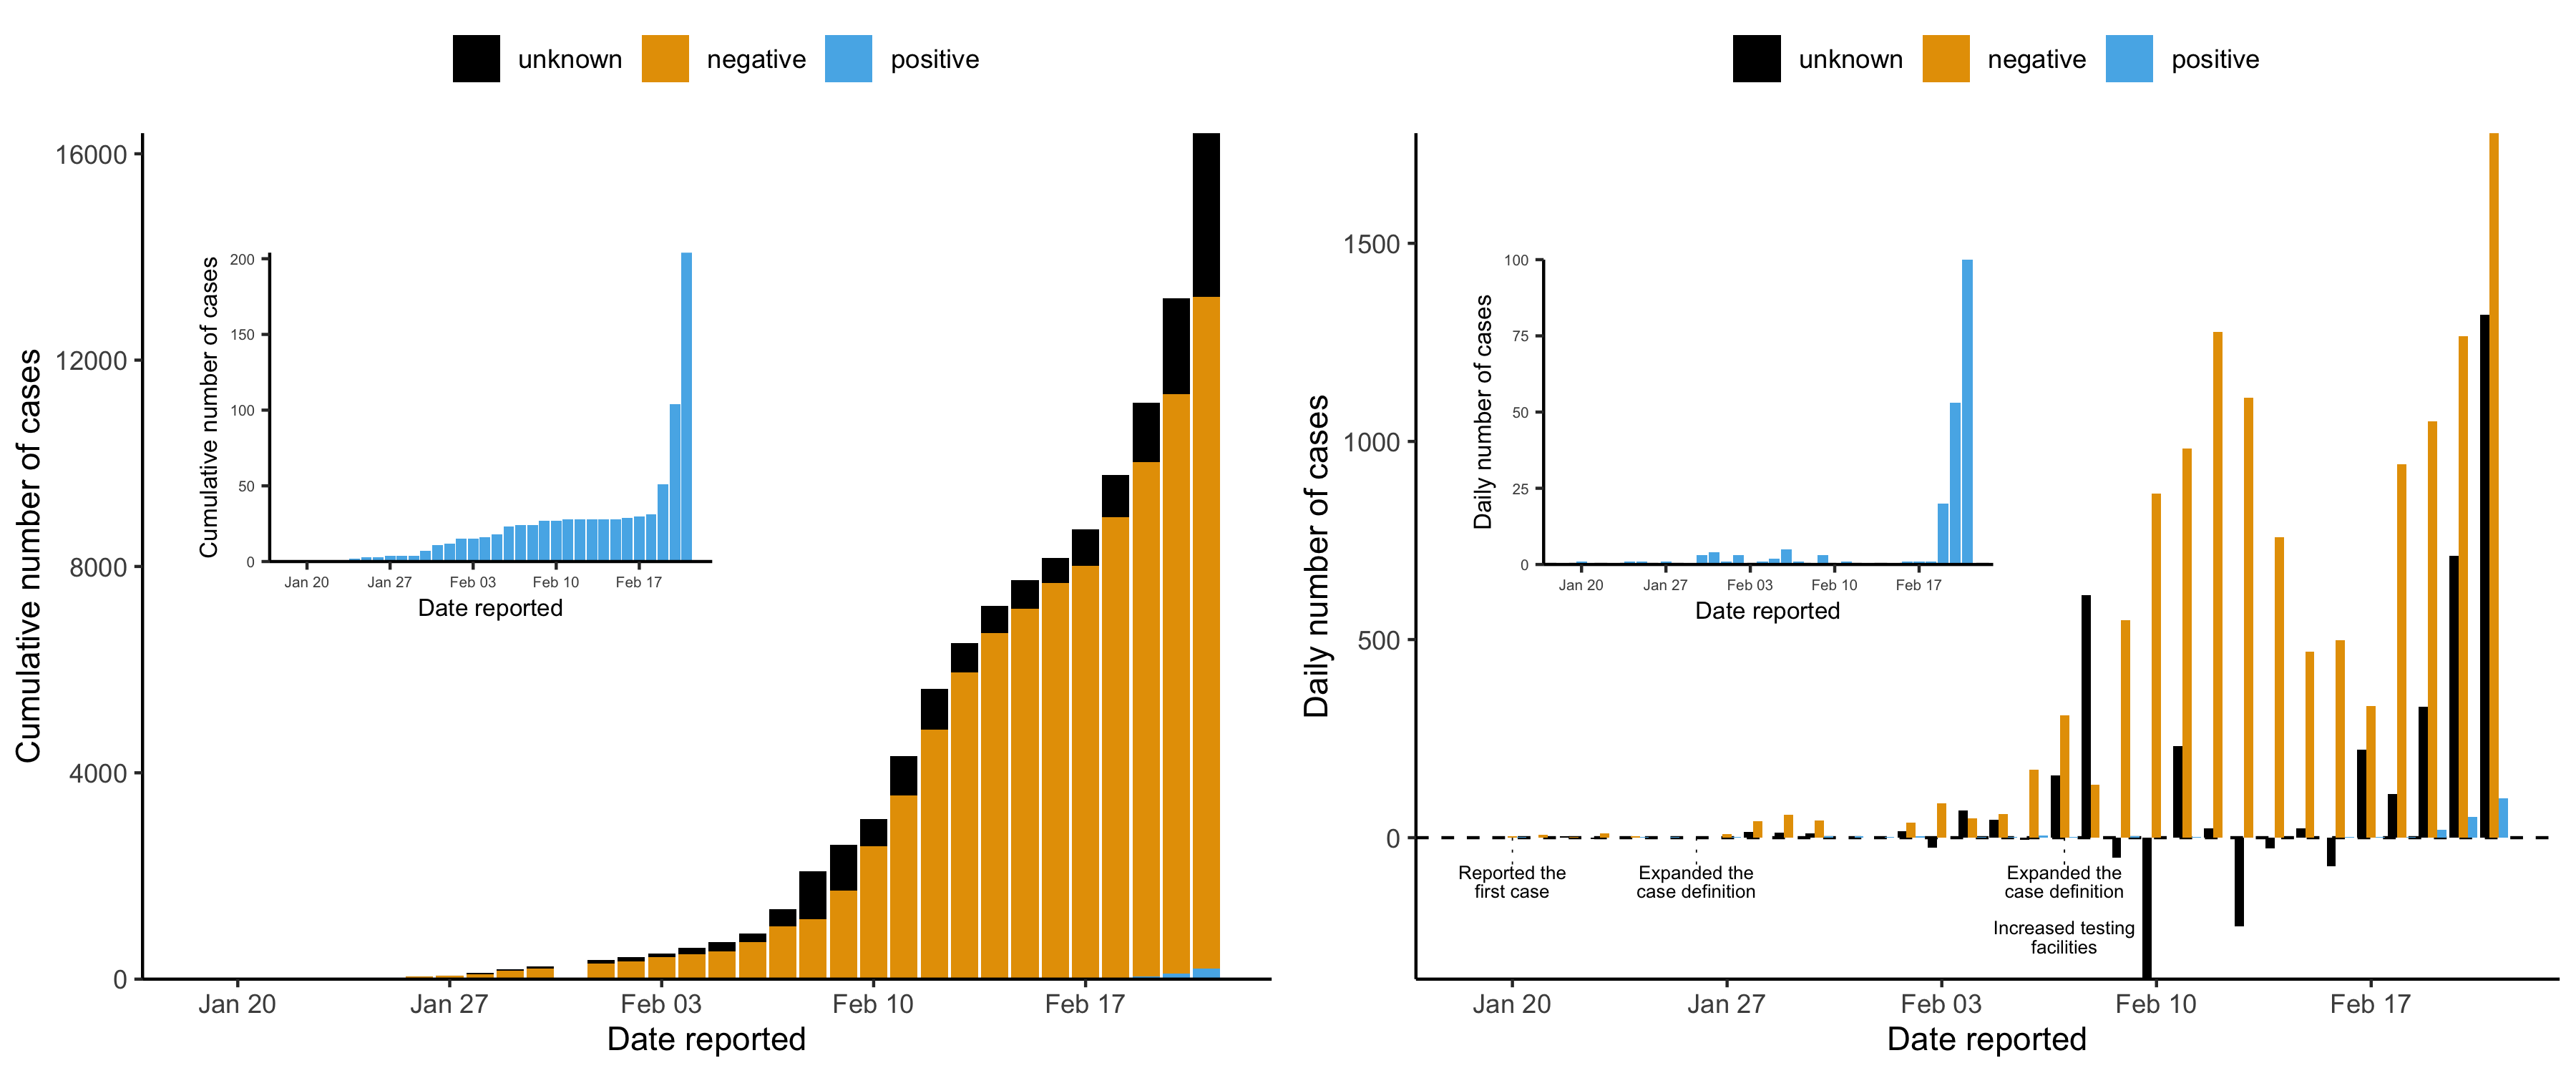 unknown negative positive
16000
12000
8000
4000
0
Cumulative number of cases
Jan 20 Jan 27 Feb 03 Feb 10 Feb 17
Date reported
200
150
100
50
0
Cumulative number of cases
Jan 20 Jan 27 Feb 03 Feb 10 Feb 17
Date reported
unknown negative positive
1500
1000
500
0
Daily number of cases
100
75
50
25
0
Daily number of cases
Jan 20 Jan 27 Feb 03 Feb 10 Feb 17
Date reported
Reported the
first case
Expanded the
case definition
Expanded the
case definition
Increased testing
facilities
Jan 20 Jan 27 Feb 03 Feb 10 Feb 17
Date reported